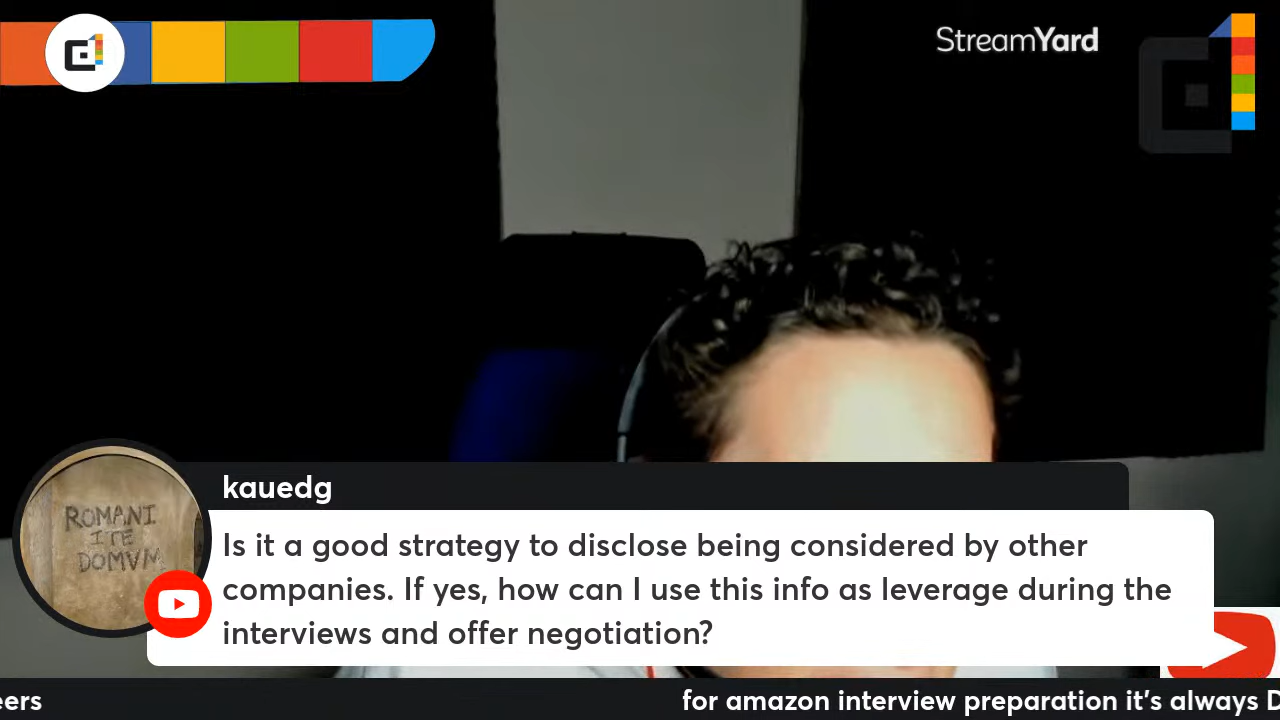 StreamYard
kauedg
ROMANI
ITE
DOMVM
Is it a good strategy to disclose being considered by other
companies. If yes, how can I use this info as leverage during the
interviews and offer negotiation?
eers
for amazon interview preparation it's always D